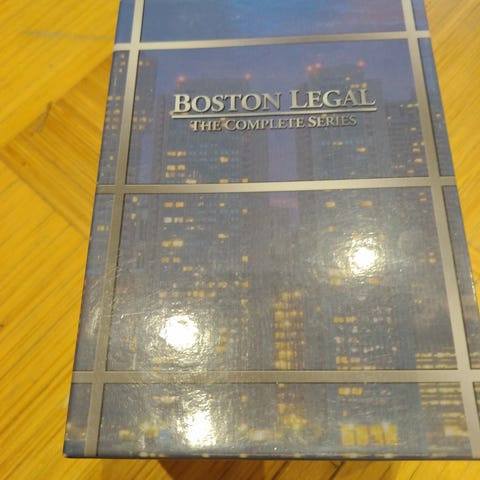 BOSTON LEGAL
THE COMPLETE SERIES